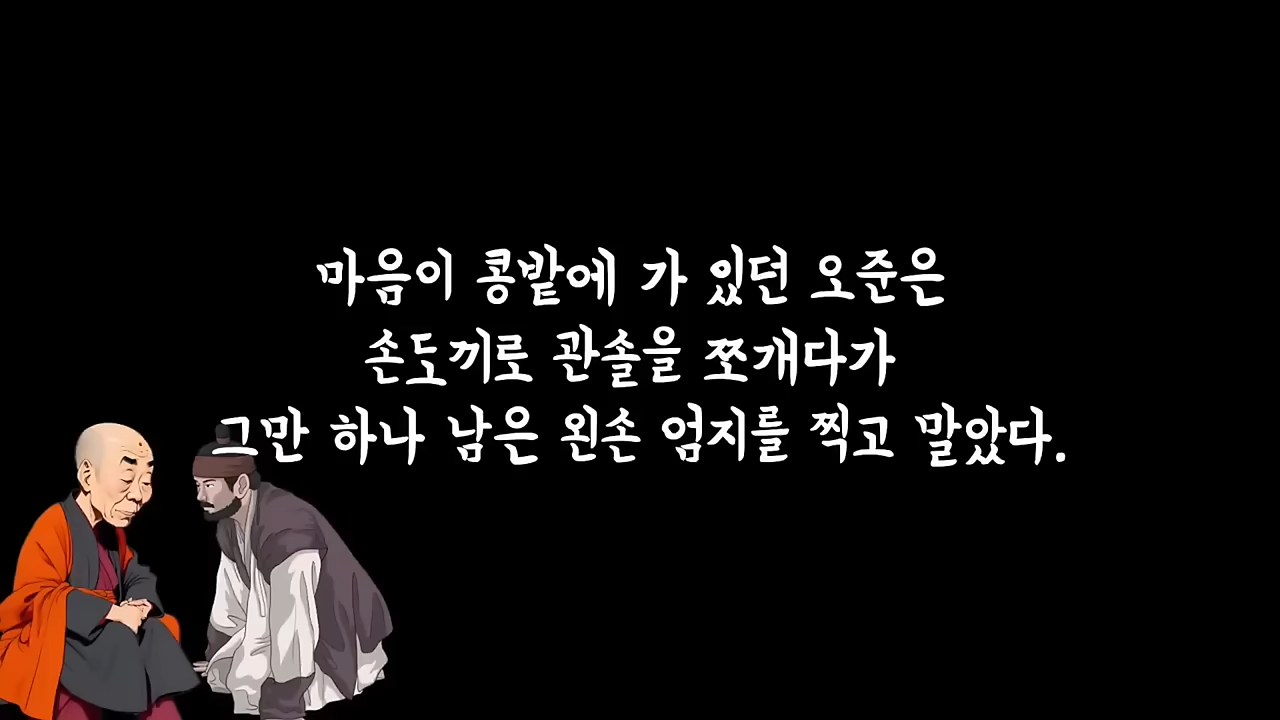 마음이 콩밭에 가 있던 오준은
손도끼로 관솔을 쪼개다가
그만 하나 남은 왼손 엄지를 찍고 말았다.